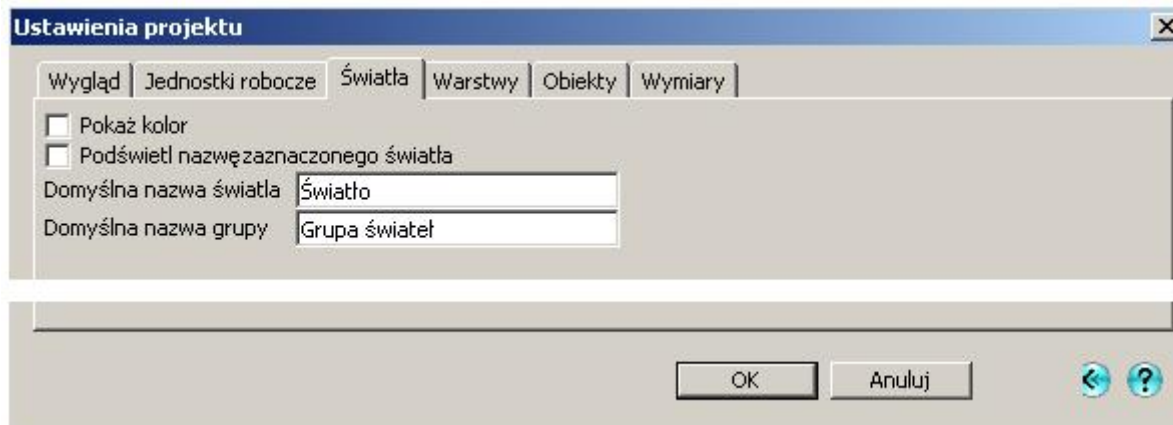 Ustawienia projektu
Wygląd Jednostki robocze Światła Warstwy Obiekty Wymiary
Pokaż kolor
Podświetl nazwę zaznaczonego światła
Domyślna nazwa światla Światło
Domyślna nazwa grupy Grupa świateł
OK Anuluj